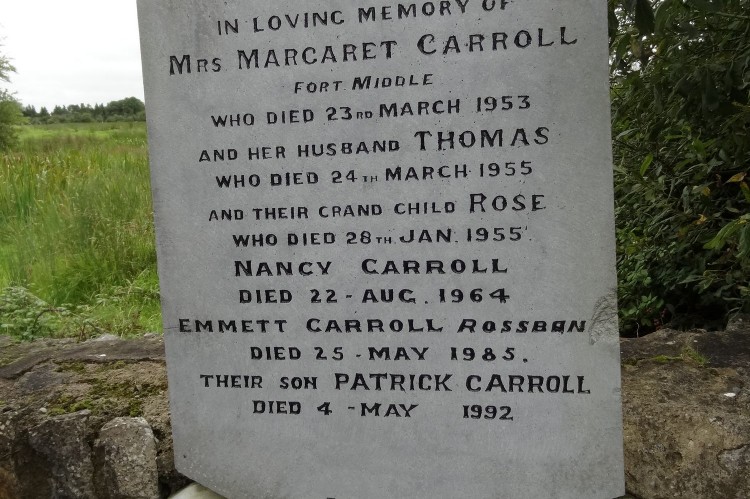 IN LOVING MEMORY OF
MRS MARGARET CARROLL
FORT MIDDLE
WHO DIED 23RD MARCH 1953
AND HER HUSBAND THOMAS
WHO DIED 24TH MARCH 1955
AND THEIR GRAND CHILD ROSE
WHO DIED 28TH JAN. 1955.
NANCY CARROLL
DIED 22 - AUG. 1964
EMMETT CARROLL ROSSBAN
DIED 25 - MAY 1985.
THEIR SON PATRICK CARROLL
DIED 4 - MAY 1992